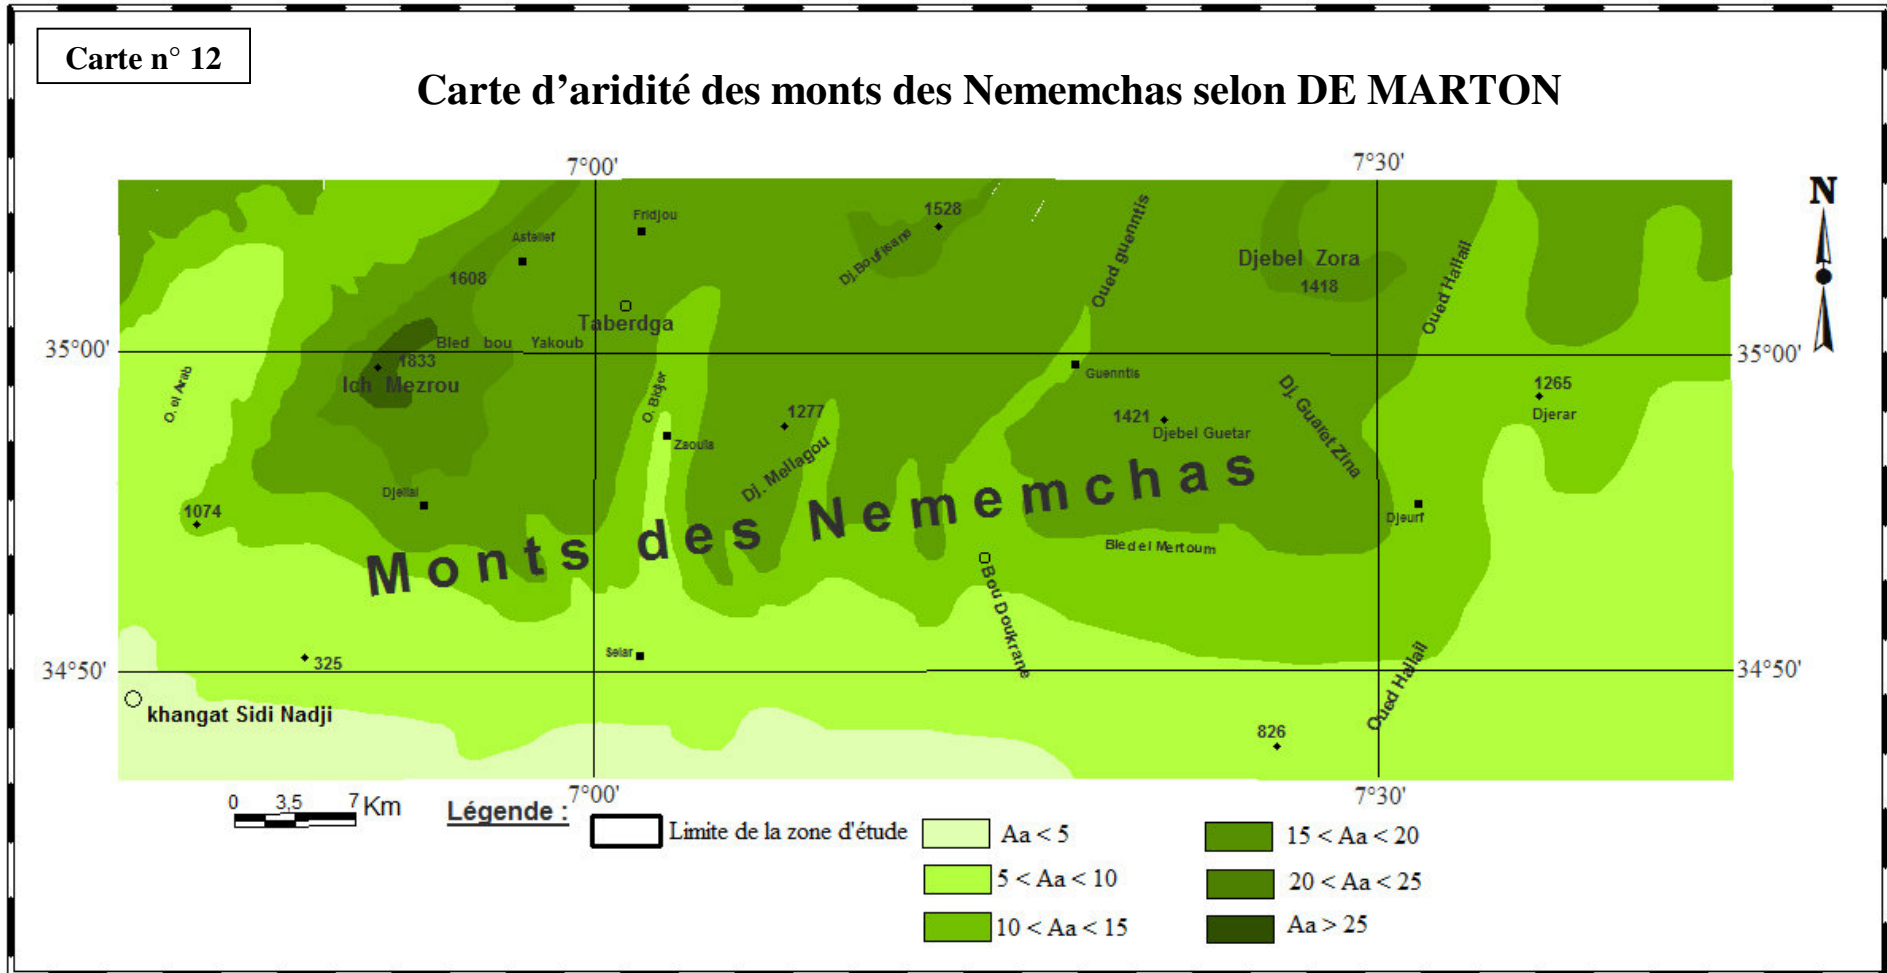 Carte n° 12
Carte d’aridité des monts des Nememchas selon DE MARTON
7°00'
7°30'
N
Fridjou
1528
Astellef
Dj.Boufissane
Oued guenntis
Djebel Zora
Oued Hallail
1608
1418
Taberdga
35°00'
Bled bou Yakoub
35°00'
1833
Ich Mezrou
O. el Arab
O. Bidjer
Guenntis
Dj. Guaret Zina
1265
Djerar
1277
1421
Djebel Guetar
Zaouia
Dj. Mellagou
Djellal
1074
Djeurf
Monts des Nememchas
Bled el Mertoum
Bou Doukrane
Selar
325
34°50'
34°50'
Oued Hallail
khangat Sidi Nadji
826
7°00'
7°30'
0 3,5 7 Km
Légende :
Limite de la zone d'étude
Aa < 5
15 < Aa < 20
5 < Aa < 10
20 < Aa < 25
10 < Aa < 15
Aa > 25